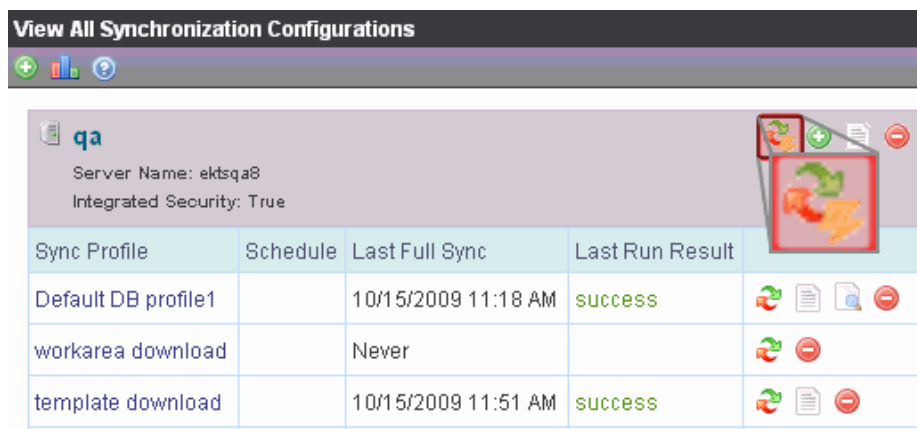 View All Synchronization Configurations
qa
Server Name: ektsqa8
Integrated Security: True
Sync Profile Schedule Last Full Sync Last Run Result
Default DB profile1 10/15/2009 11:18 AM success
workarea download Never
template download 10/15/2009 11:51 AM success